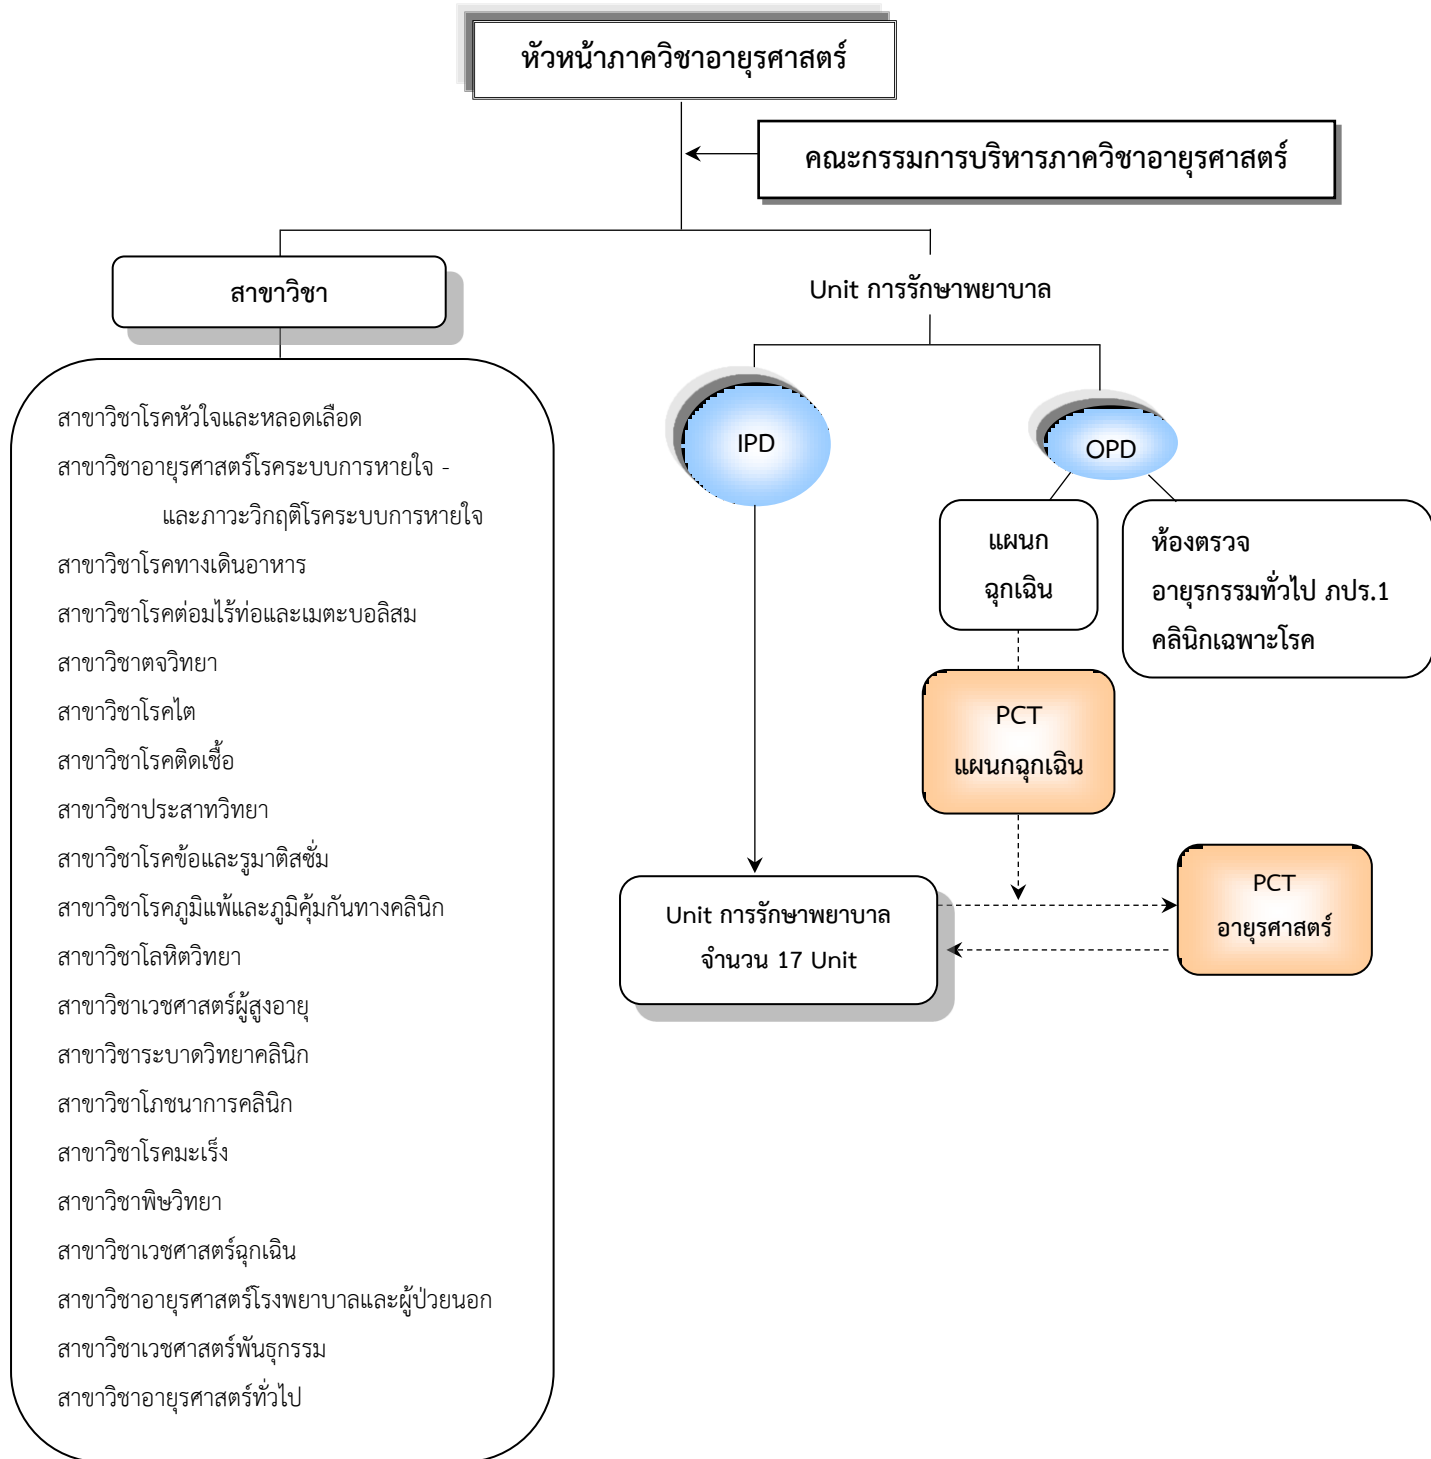 หัวหน้าภาควิชาอายุรศาสตร์
คณะกรรมการบริหารภาควิชาอายุรศาสตร์
สาขาวิชา
Unit การรักษาพยาบาล
สาขาวิชาโรคหัวใจและหลอดเลือด
สาขาวิชาอายุรศาสตร์โรคระบบการหายใจ -
และภาวะวิกฤติโรคระบบการหายใจ
สาขาวิชาโรคทางเดินอาหาร
สาขาวิชาโรคต่อมไร้ท่อและเมตะบอลิสม
สาขาวิชาตจวิทยา
สาขาวิชาโรคไต
สาขาวิชาโรคติดเชื้อ
สาขาวิชาประสาทวิทยา
สาขาวิชาโรคข้อและรูมาติสซั่ม
สาขาวิชาโรคภูมิแพ้และภูมิคุ้มกันทางคลินิก
สาขาวิชาโลหิตวิทยา
สาขาวิชาเวชศาสตร์ผู้สูงอายุ
สาขาวิชาระบาดวิทยาคลินิก
สาขาวิชาโภชนาการคลินิก
สาขาวิชาโรคมะเร็ง
สาขาวิชาพิษวิทยา
สาขาวิชาเวชศาสตร์ฉุกเฉิน
สาขาวิชาอายุรศาสตร์โรงพยาบาลและผู้ป่วยนอก
สาขาวิชาเวชศาสตร์พันธุกรรม
สาขาวิชาอายุรศาสตร์ทั่วไป
IPD
OPD
แผนก
ฉุกเฉิน
ห้องตรวจ
อายุรกรรมทั่วไป ภปร.1
คลินิกเฉพาะโรค
PCT
แผนกฉุกเฉิน
Unit การรักษาพยาบาล
จำนวน 17 Unit
PCT
อายุรศาสตร์